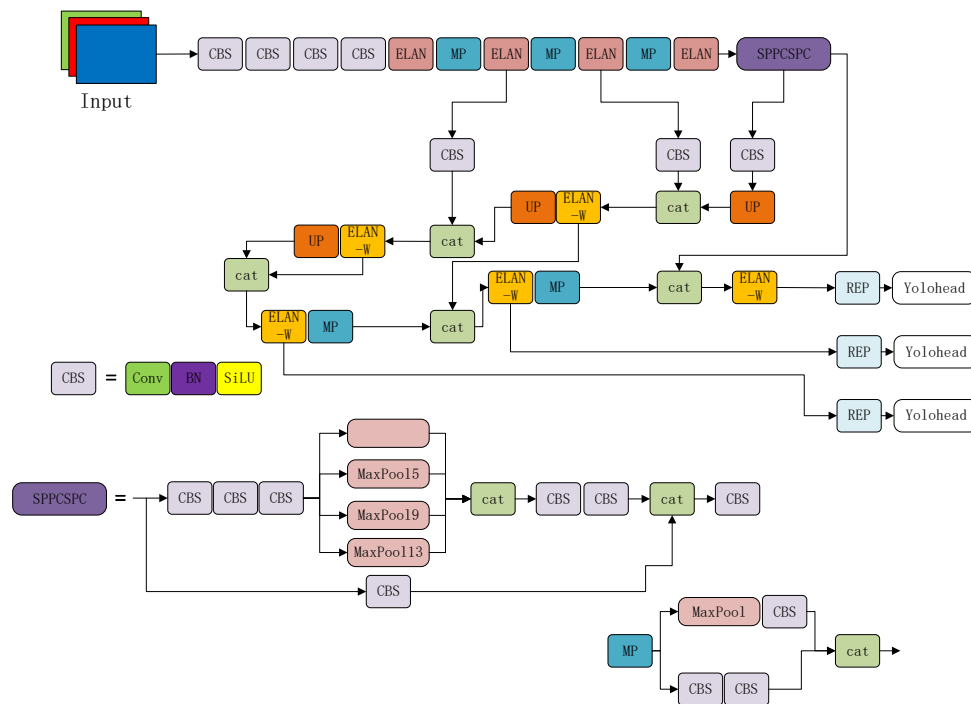 CBS CBS CBS CBS ELAN MP ELAN MP ELAN MP ELAN SPPCSPC
Input
CBS CBS CBS
UP ELAN
-W cat UP
UP ELAN
-W cat
cat
ELAN
-W MP cat ELAN
-W REP Yolohead
ELAN
-W MP cat
REP Yolohead
CBS = Conv BN SiLU
REP Yolohead
MaxPool5
SPPCSPC = CBS CBS CBS cat CBS CBS cat CBS
MaxPool9
MaxPool13
CBS
MaxPool CBS
MP cat
CBS CBS